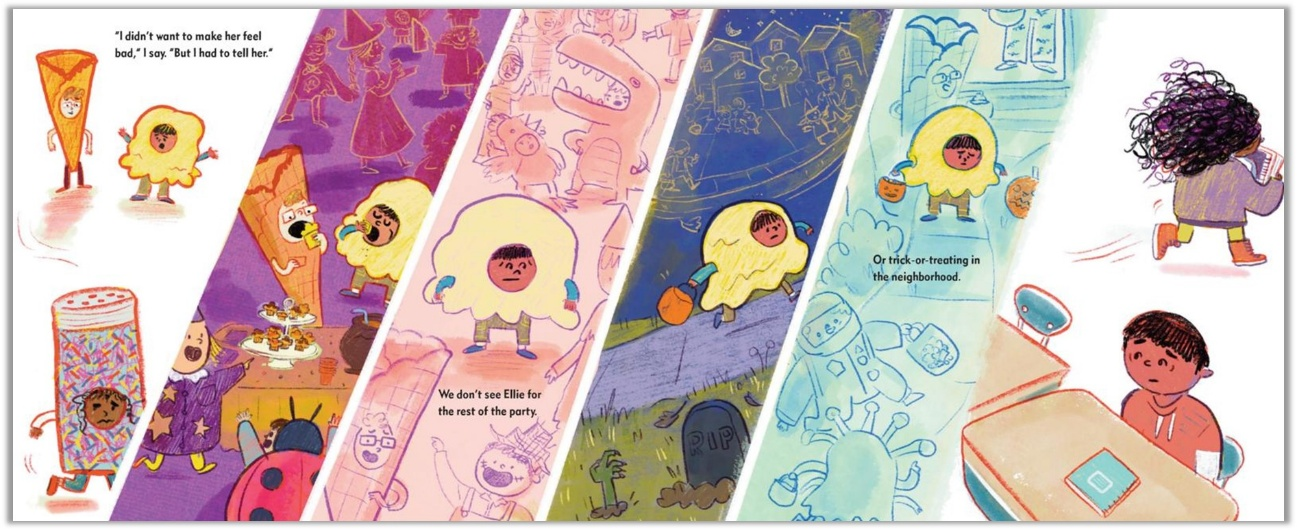 "I didn't want to make her feel
bad," I say. "But I had to tell her."
We don't see Ellie for
the rest of the party.
RIP
Or trick-or-treating in
the neighborhood.